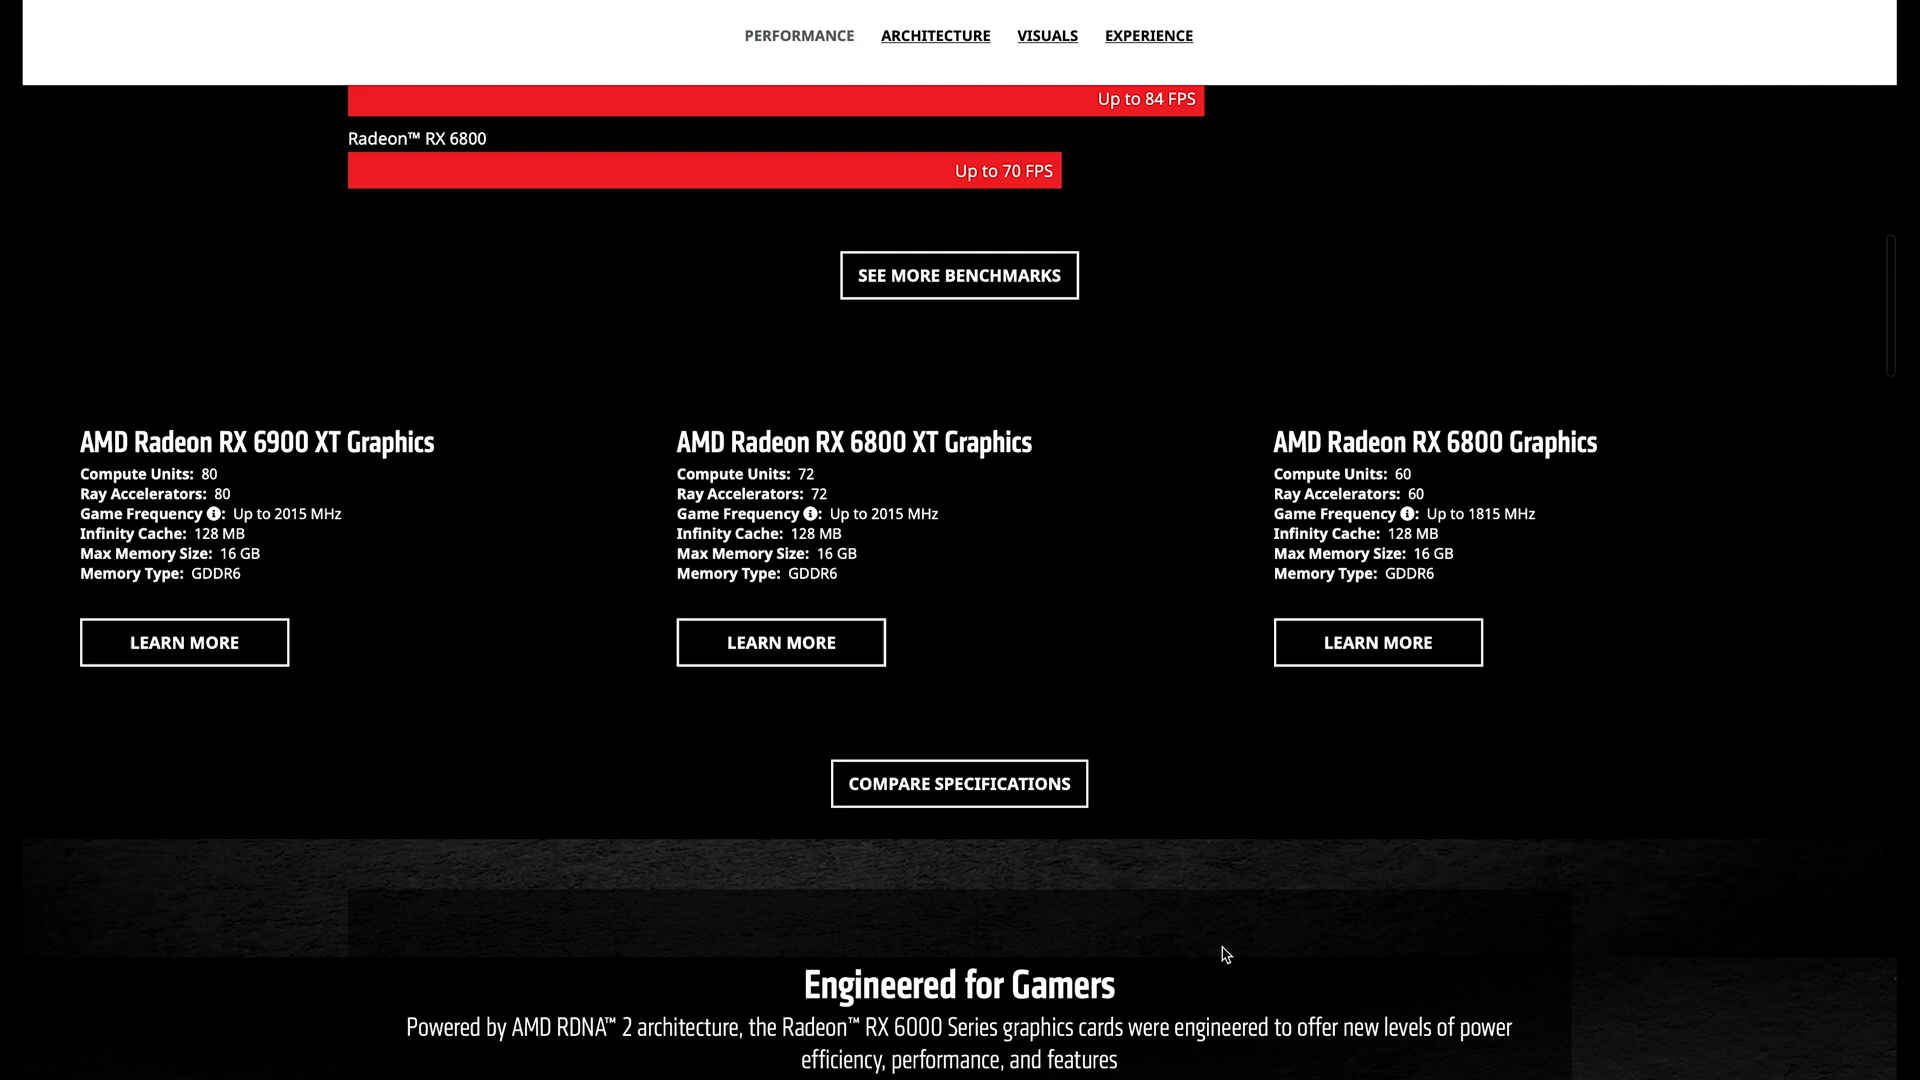 PERFORMANCE ARCHITECTURE VISUALS EXPERIENCE
Up to 84 FPS
Radeon™ RX 6800
Up to 70 FPS
SEE MORE BENCHMARKS
AMD Radeon RX 6900 XT Graphics
Compute Units: 80
Ray Accelerators: 80
Game Frequency : Up to 2015 MHz
Infinity Cache: 128 MB
Max Memory Size: 16 GB
Memory Type: GDDR6
LEARN MORE
AMD Radeon RX 6800 XT Graphics
Compute Units: 72
Ray Accelerators: 72
Game Frequency : Up to 2015 MHz
Infinity Cache: 128 MB
Max Memory Size: 16 GB
Memory Type: GDDR6
LEARN MORE
AMD Radeon RX 6800 Graphics
Compute Units: 60
Ray Accelerators: 60
Game Frequency : Up to 1815 MHz
Infinity Cache: 128 MB
Max Memory Size: 16 GB
Memory Type: GDDR6
LEARN MORE
COMPARE SPECIFICATIONS
Engineered for Gamers
Powered by AMD RDNA™ 2 architecture, the Radeon™ RX 6000 Series graphics cards were engineered to offer new levels of power
efficiency, performance, and features